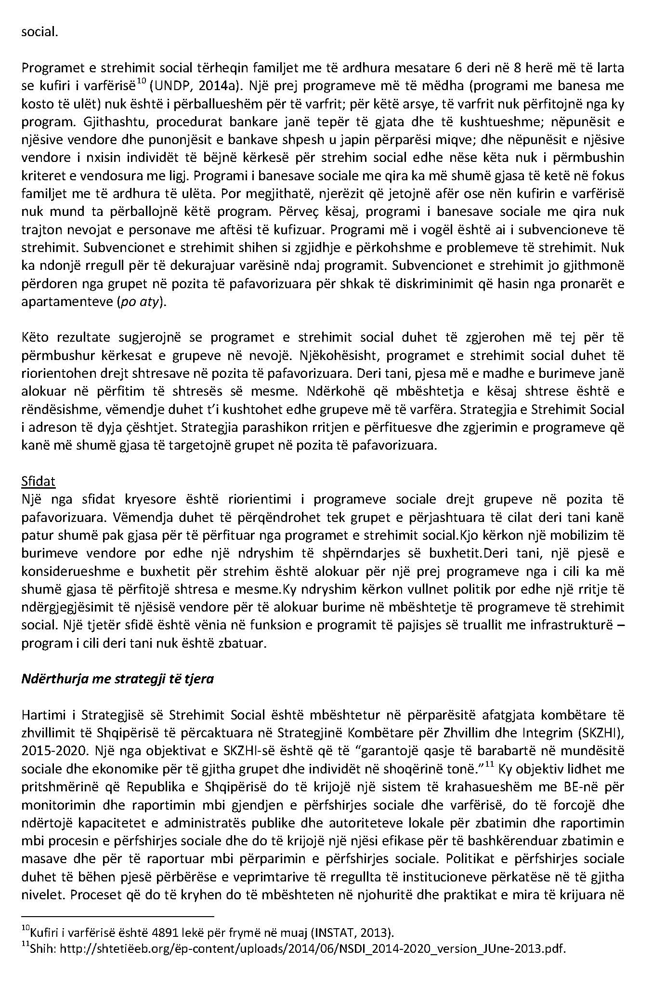 social.
Programet e strehimit social tërheqin familjet me të ardhura mesatare 6 deri në 8 herë më të larta
se kufiri i varfërisë10 (UNDP, 2014a). Një prej programeve më të mëdha (programi me banesa me
kosto të ulët) nuk është i përballueshëm për të varfrit; për këtë arsye, të varfrit nuk përfitojnë nga ky
program. Gjithashtu, procedurat bankare janë tepër të gjata dhe të kushtueshme; nëpunësit e
njësive vendore dhe punonjësit e bankave shpesh u japin përparësi miqve; dhe nëpunësit e njësive
vendore i nxisin individët të bëjnë kërkesë për strehim social edhe nëse këta nuk i përmbushin
kriteret e vendosura me ligj. Programi i banesave sociale me qira ka më shumë gjasa të ketë në fokus
familjet me të ardhura të ulëta. Por megjithatë, njerëzit që jetojnë afër ose nën kufirin e varfërisë
nuk mund ta përballojnë këtë program. Përveç kësaj, programi i banesave sociale me qira nuk
trajton nevojat e personave me aftësi të kufizuar. Programi më i vogël është ai i subvencioneve të
strehimit. Subvencionet e strehimit shihen si zgjidhje e përkohshme e problemeve të strehimit. Nuk
ka ndonjë rregull për të dekurajuar varësinë ndaj programit. Subvencionet e strehimit jo gjithmonë
përdoren nga grupet në pozita të pafavorizuara për shkak të diskriminimit që hasin nga pronarët e
apartamenteve (po aty).
Këto rezultate sugjerojnë se programet e strehimit social duhet të zgjerohen më tej për të
përmbushur kërkesat e grupeve në nevojë. Njëkohësisht, programet e strehimit social duhet të
riorientohen drejt shtresave në pozita të pafavorizuara. Deri tani, pjesa më e madhe e burimeve janë
alokuar në përfitim të shtresës së mesme. Ndërkohë që mbështetja e kësaj shtrese është e
rëndësishme, vëmendje duhet t’i kushtohet edhe grupeve më të varfëra. Strategjia e Strehimit Social
i adreson të dyja çështjet. Strategjia parashikon rritjen e përfituesve dhe zgjerimin e programeve që
kanë më shumë gjasa të targetojnë grupet në pozita të pafavorizuara.
Sfidat
Një nga sfidat kryesore është riorientimi i programeve sociale drejt grupeve në pozita të
pafavorizuara. Vëmendja duhet të përqëndrohet tek grupet e përjashtuara të cilat deri tani kanë
patur shumë pak gjasa për të përfituar nga programet e strehimit social.Kjo kërkon një mobilizim të
burimeve vendore por edhe një ndryshim të shpërndarjes së buxhetit.Deri tani, një pjesë e
konsiderueshme e buxhetit për strehim është alokuar për një prej programeve nga i cili ka më
shumë gjasa të përfitojë shtresa e mesme.Ky ndryshim kërkon vullnet politik por edhe një rritje të
ndërgjegjësimit të njësisë vendore për të alokuar burime në mbështetje të programeve të strehimit
social. Një tjetër sfidë është vënia në funksion e programit të pajisjes së truallit me infrastrukturë –
program i cili deri tani nuk është zbatuar.
Ndërthurja me strategji të tjera
Hartimi i Strategjisë së Strehimit Social është mbështetur në përparësitë afatgjata kombëtare të
zhvillimit të Shqipërisë të përcaktuara në Strategjinë Kombëtare për Zhvillim dhe Integrim (SKZHI),
2015-2020. Një nga objektivat e SKZHI-së është që të “garantojë qasje të barabartë në mundësitë
sociale dhe ekonomike për të gjitha grupet dhe individët në shoqërinë tonë.”11 Ky objektiv lidhet me
pritshmërinë që Republika e Shqipërisë do të krijojë një sistem të krahasueshëm me BE-në për
monitorimin dhe raportimin mbi gjendjen e përfshirjes sociale dhe varfërisë, do të forcojë dhe
ndërtojë kapacitetet e administratës publike dhe autoriteteve lokale për zbatimin dhe raportimin
mbi procesin e përfshirjes sociale dhe do të krijojë një njësi efikase për të bashkërenduar zbatimin e
masave dhe për të raportuar mbi përparimin e përfshirjes sociale. Politikat e përfshirjes sociale
duhet të bëhen pjesë përbërëse e veprimtarive të rregullta të institucioneve përkatëse në të gjitha
nivelet. Proceset që do të kryhen do të mbështeten në njohuritë dhe praktikat e mira të krijuara në
10Kufiri i varfërisë është 4891 lekë për frymë në muaj (INSTAT, 2013).
11Shih: http://shtetiëeb.org/ëp-content/uploads/2014/06/NSDI_2014-2020_version_JUne-2013.pdf.